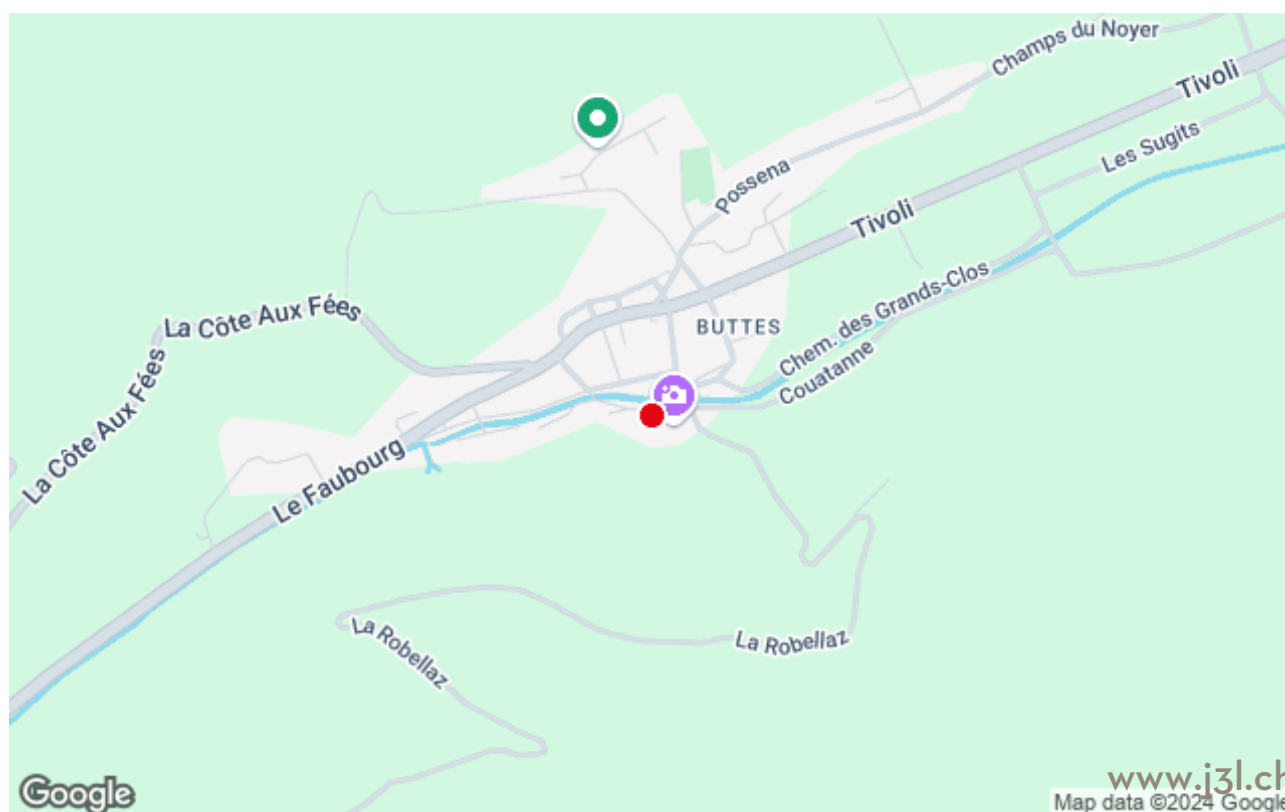 Champs du Noyer
Tivoli
Les Sugits
Possena
Tivoli
Chem. des Grands-Clos
La Côte Aux Fées
BUTTES
Couatanne
La Côte Aux Fées
Le Faubourg
La Robellaz
La Robellaz
Google
www.j3l.ch
Map data ©2024 Google